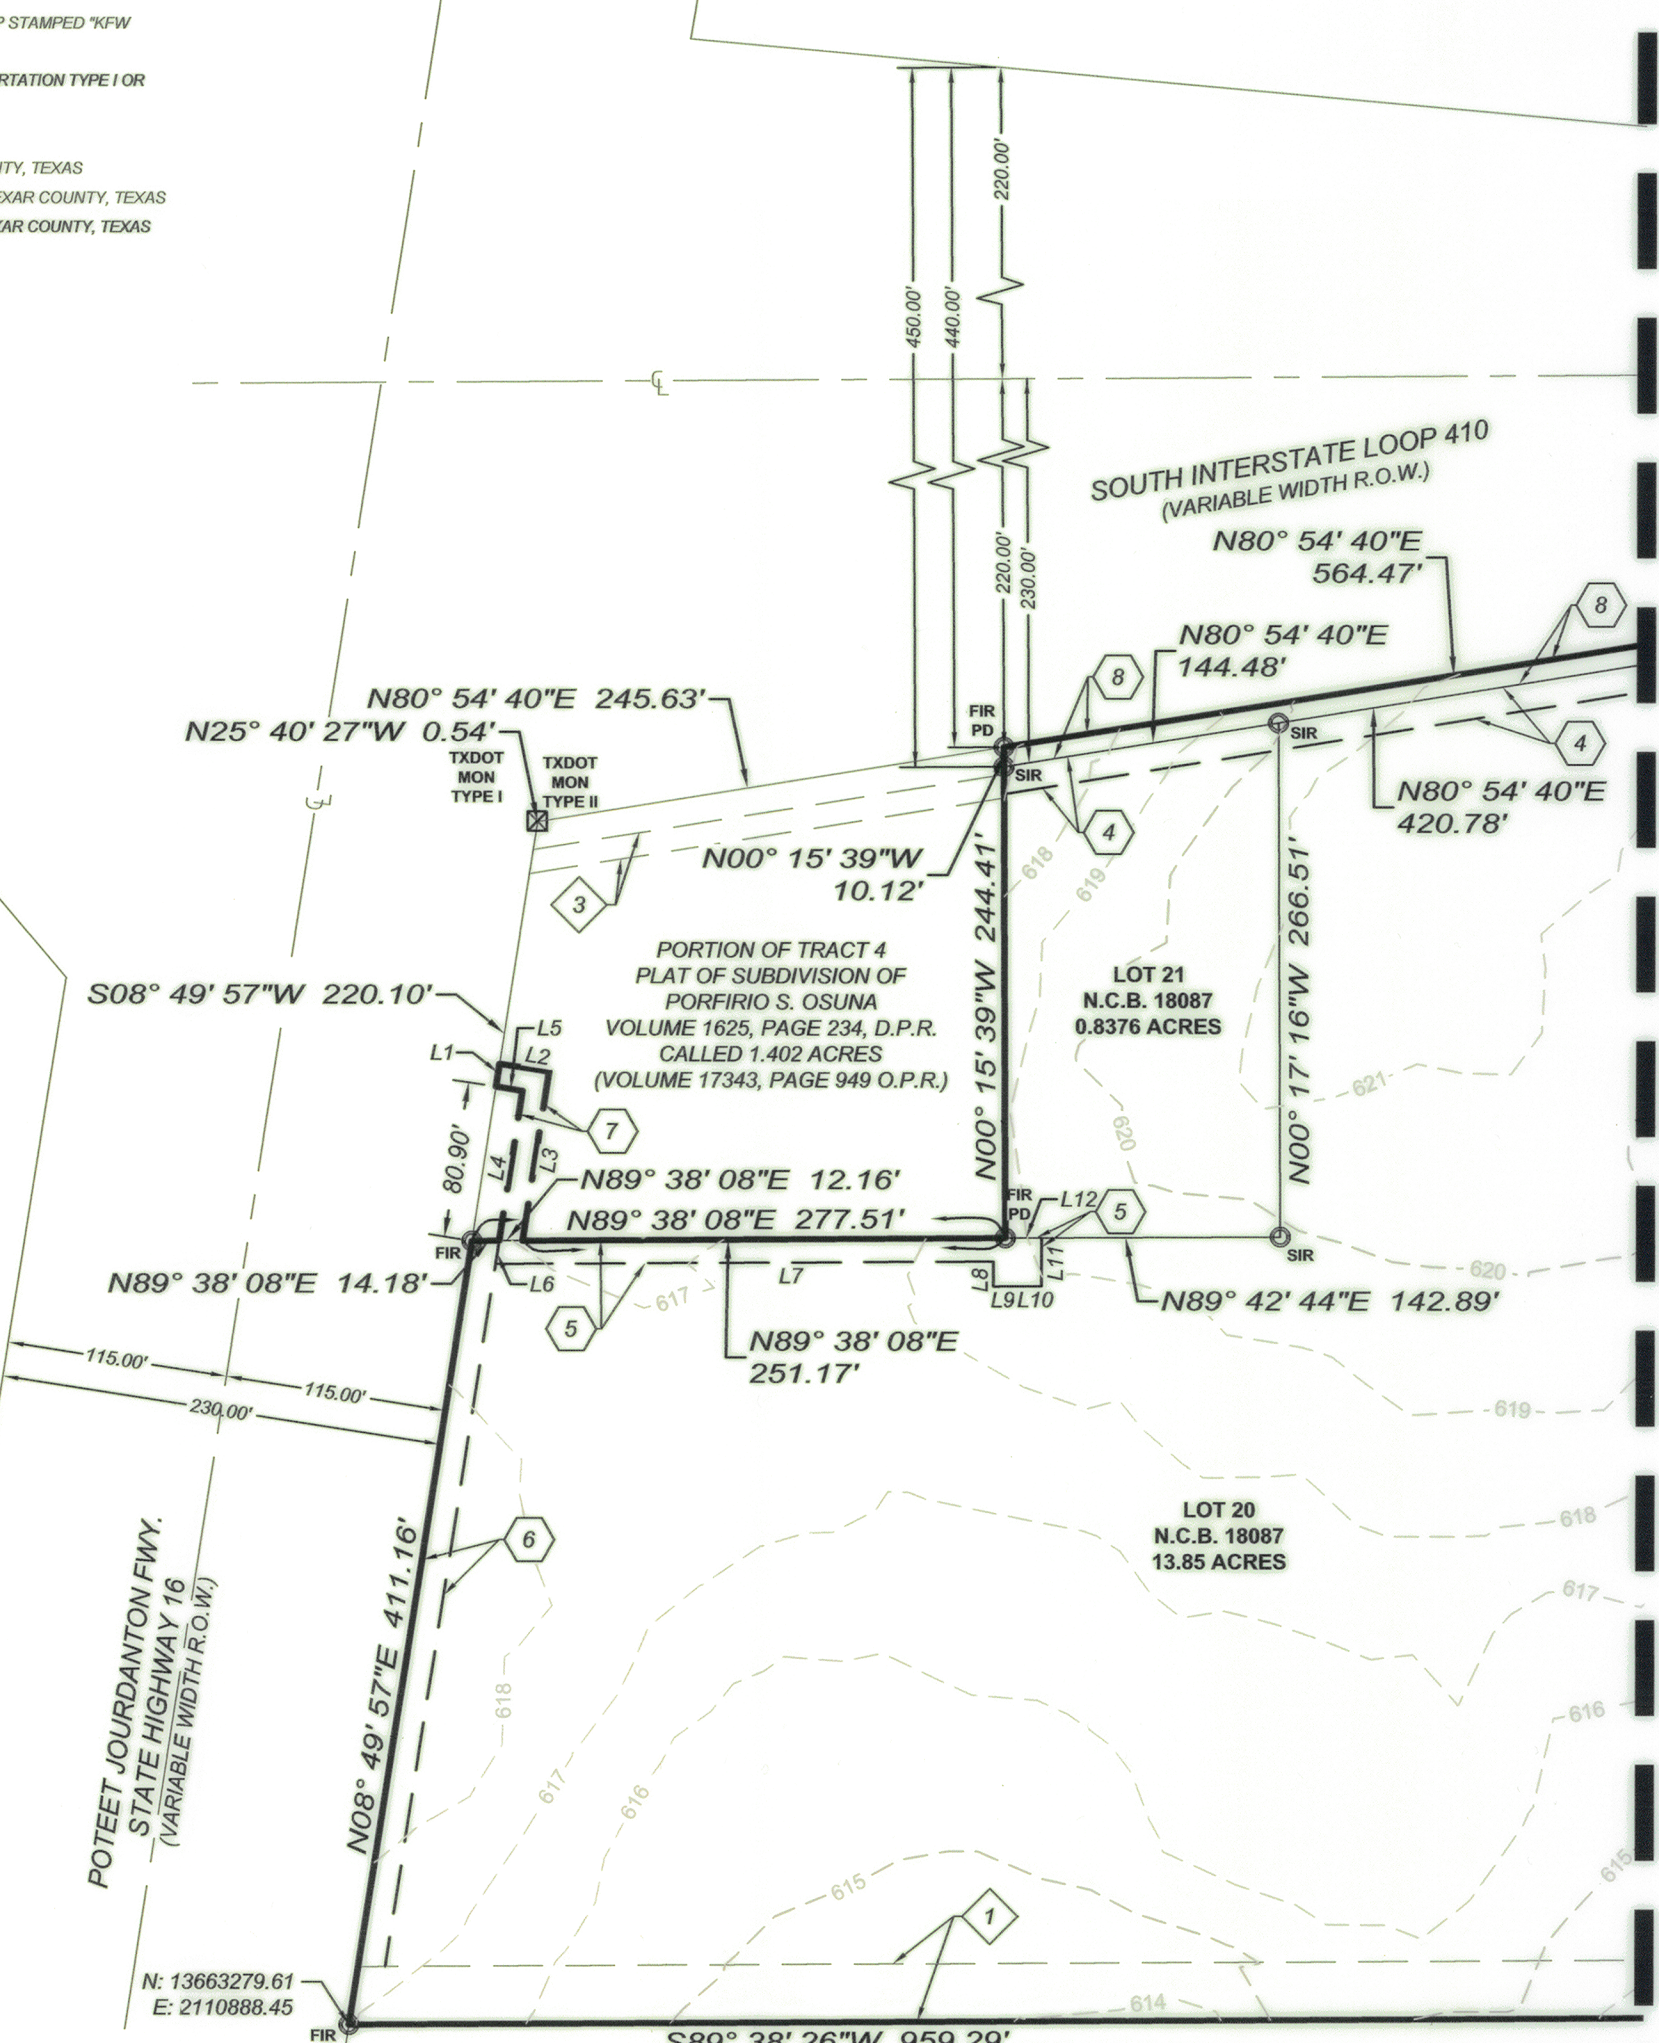 P STAMPED "KFW
RTATION TYPE I OR
TY, TEXAS
EXAR COUNTY, TEXAS
AR COUNTY, TEXAS
220.00'
450.00'
440.00'
℄
SOUTH INTERSTATE LOOP 410
(VARIABLE WIDTH R.O.W.)
220.00'
230.00'
N80° 54' 40"E
564.47'
8
N80° 54' 40"E
144.48'
8
N80° 54' 40"E 245.63'
N25° 40' 27"W 0.54'
FIR
PD
TXDOT
MON
TYPE I
TXDOT
MON
TYPE II
SIR
SIR
4
℄
N80° 54' 40"E
420.78'
4
N00° 15' 39"W
10.12'
618
619
3
N00° 15' 39"W 244.41'
N00° 17' 16"W 266.51'
PORTION OF TRACT 4
PLAT OF SUBDIVISION OF
PORFIRIO S. OSUNA
VOLUME 1625, PAGE 234, D.P.R.
CALLED 1.402 ACRES
(VOLUME 17343, PAGE 949 O.P.R.)
LOT 21
N.C.B. 18087
0.8376 ACRES
S08° 49' 57"W 220.10'
L5
L1
L2
621
620
7
80.90'
L4
L3
N89° 38' 08"E 12.16'
N89° 38' 08"E 277.51'
FIR
PD
L12
5
FIR
SIR
N89° 38' 08"E 14.18'
L6
L7
L8
L9
L10
L11
620
617
5
N89° 42' 44"E 142.89'
N89° 38' 08"E
251.17'
115.00'
115.00'
230.00'
619
LOT 20
N.C.B. 18087
13.85 ACRES
618
6
617
POTEET JOURDANTON FWY.
STATE HIGHWAY 16
(VARIABLE WIDTH R.O.W.)
N08° 49' 57"E 411.16'
618
616
617
616
615
615
1
N: 13663279.61
E: 2110888.45
614
FIR
S89° 38' 26"W 959.29'